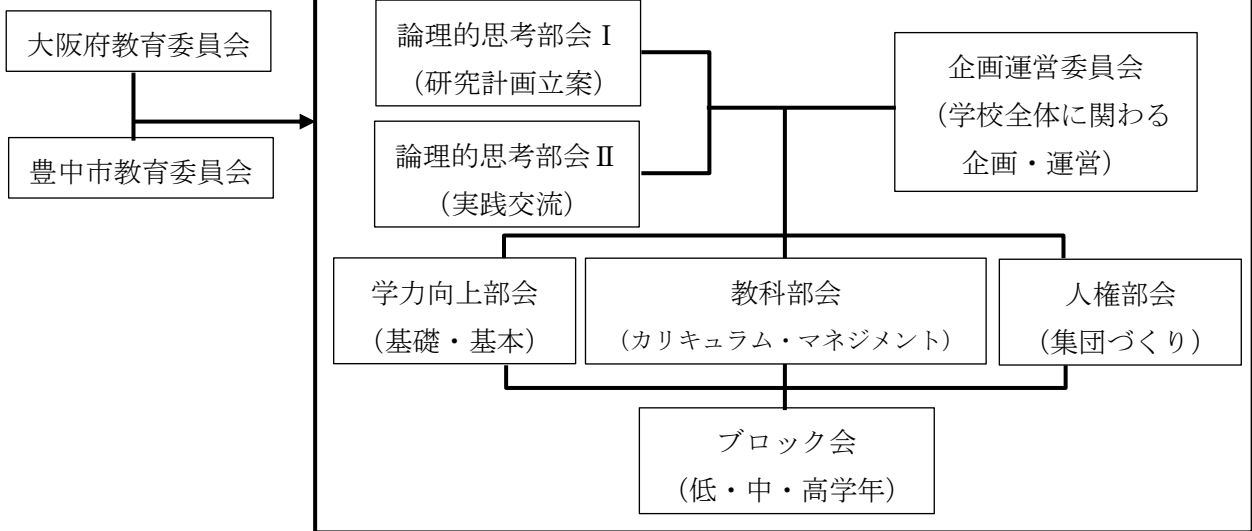 大阪府教育委員会
豊中市教育委員会
論理的思考部会Ⅰ
（研究計画立案）
論理的思考部会Ⅱ
（実践交流）
企画運営委員会
（学校全体に関わる
企画・運営）
学力向上部会
（基礎・基本）
教科部会
（カリキュラム・マネジメント）
人権部会
（集団づくり）
ブロック会
（低・中・高学年）